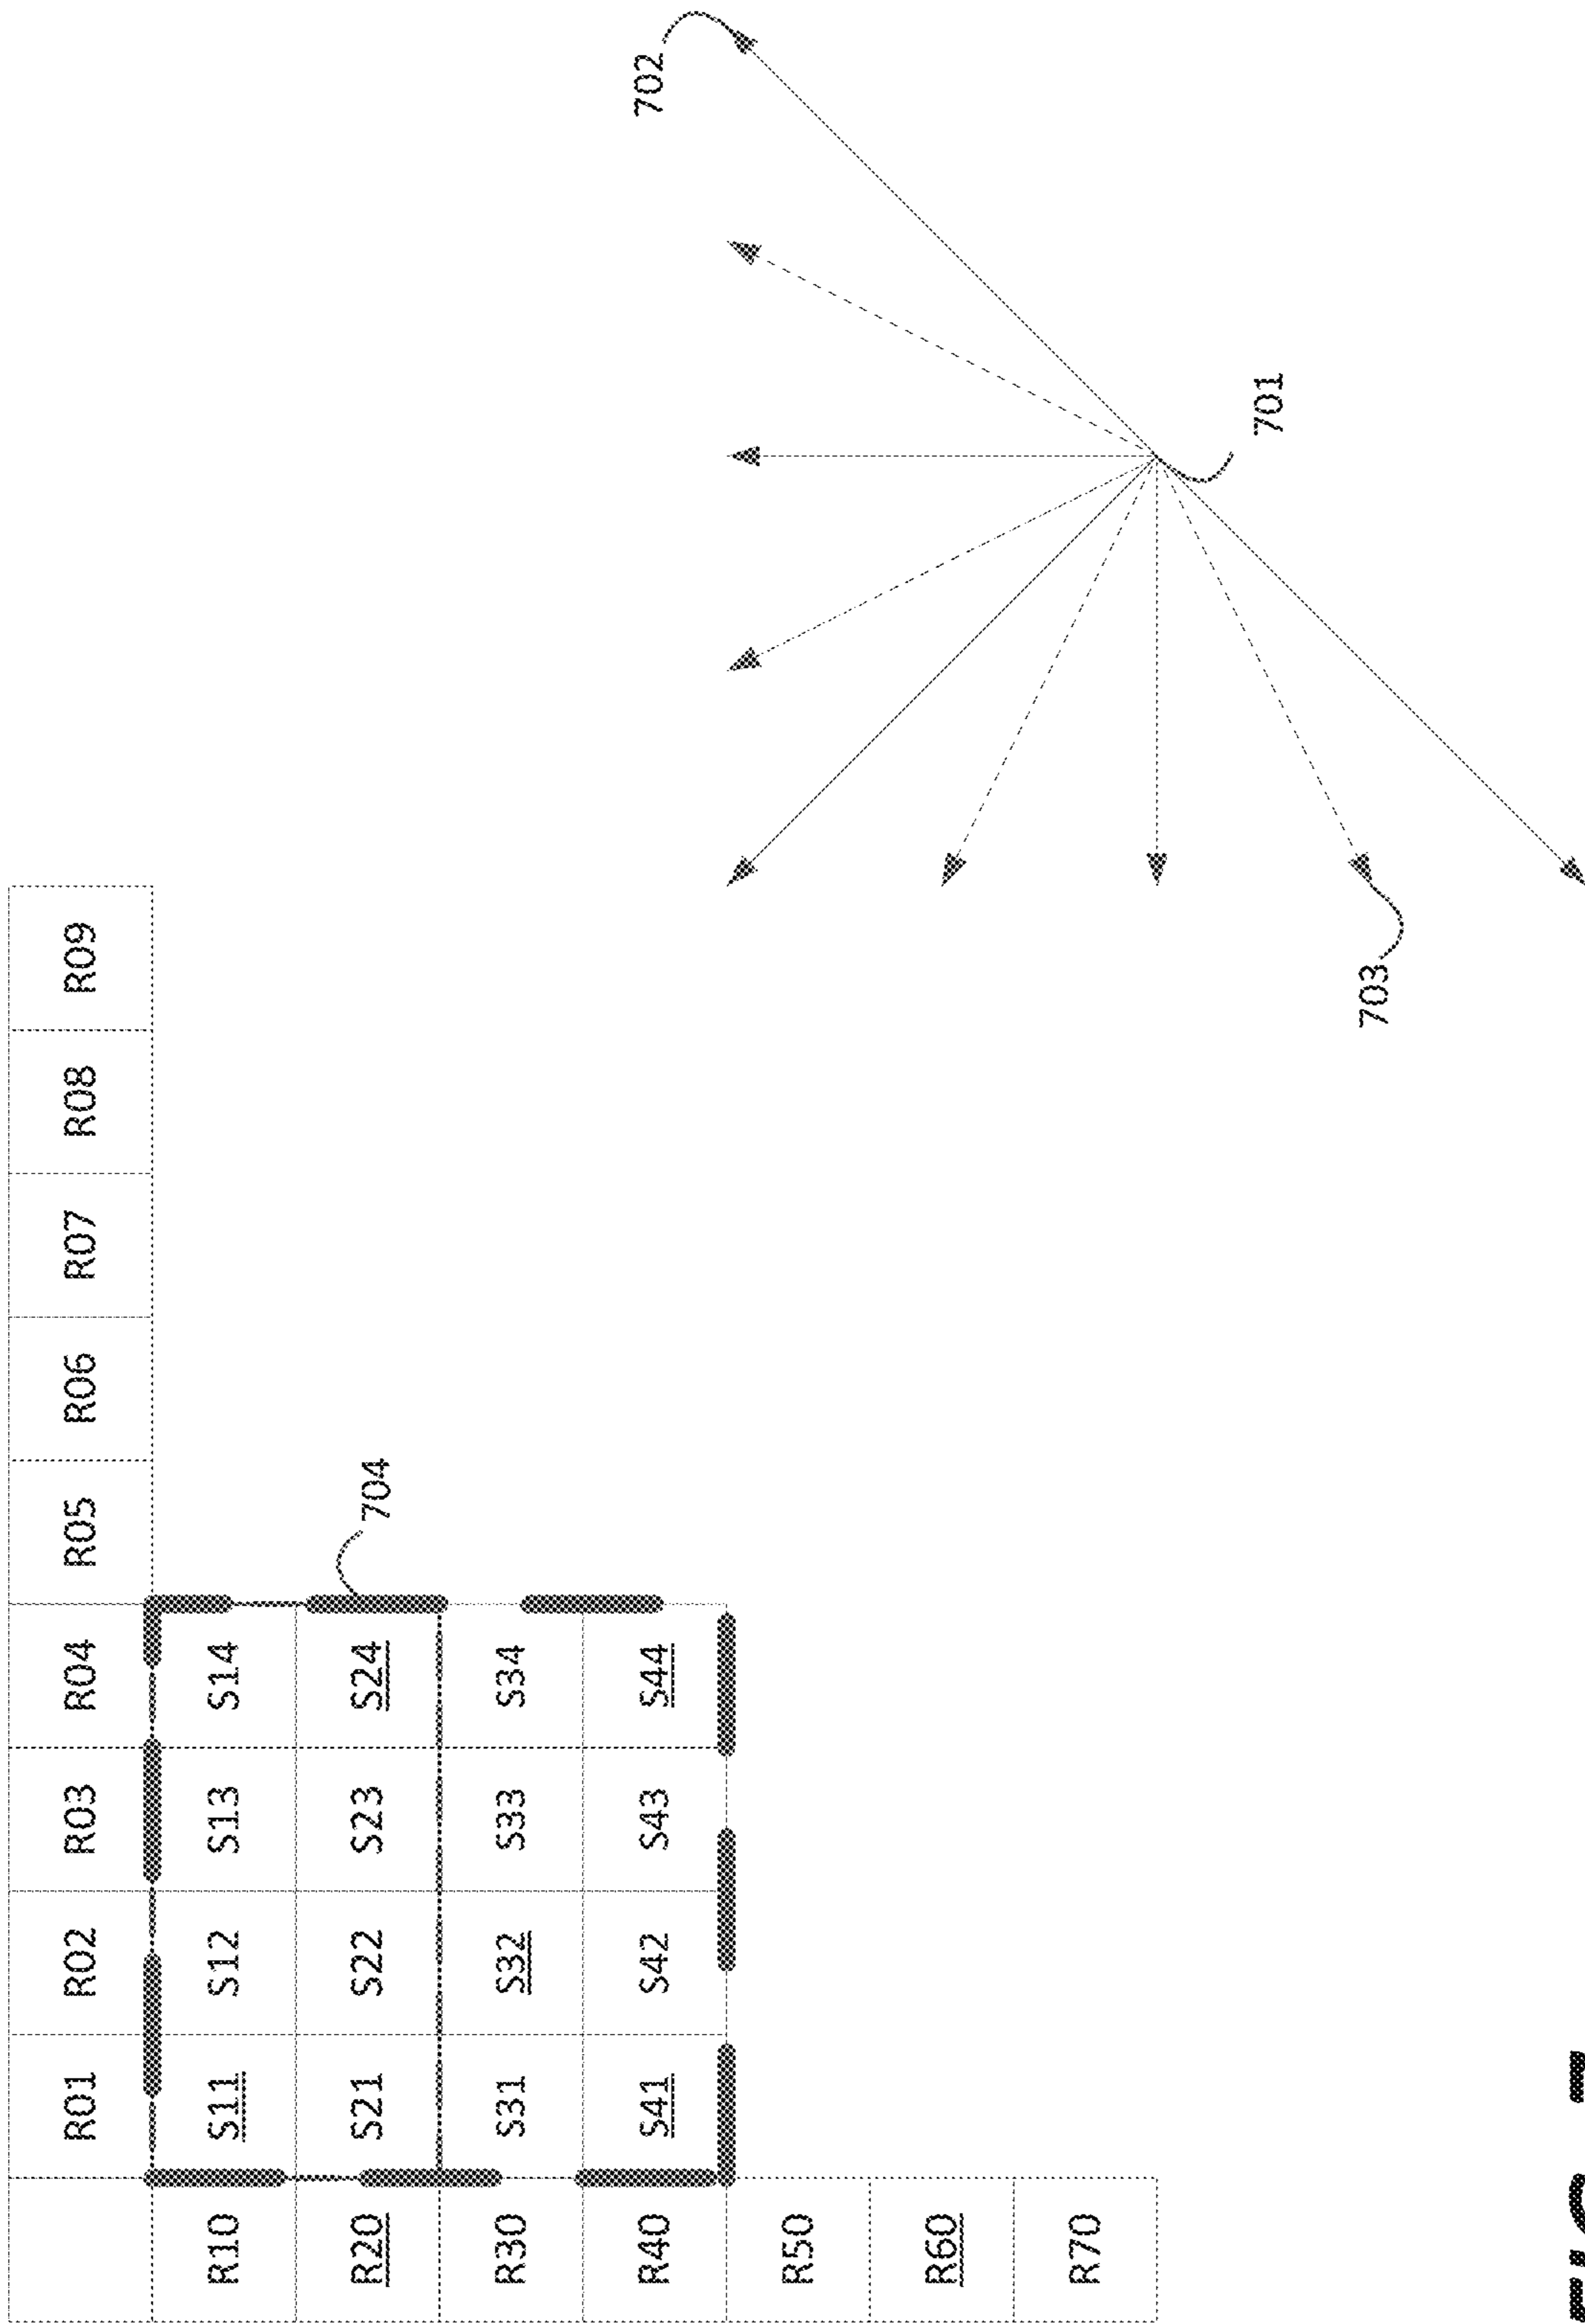 R01 R02 R03 R04 R05 R06 R07 R08 R09
R10 S11 S12 S13 S14
R20 S21 S22 S23 S24
704
R30 S31 S32 S33 S34
R40 S41 S42 S43 S44
702
R50
R60
R70
701
703